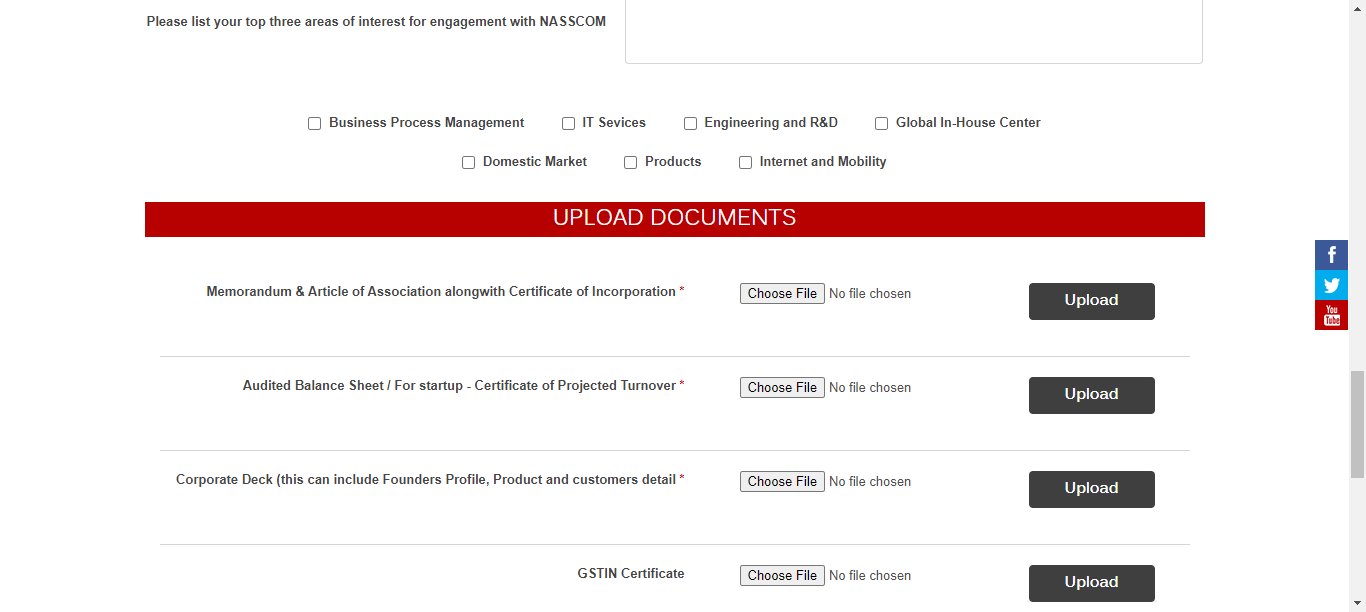 Please list your top three areas of interest for engagement with NASSCOM
Business Process Management IT Sevices Engineering and R&D Global In-House Center
Domestic Market Products Internet and Mobility
UPLOAD DOCUMENTS
Memorandum & Article of Association alongwith Certificate of Incorporation * Choose File No file chosen Upload
Audited Balance Sheet / For startup - Certificate of Projected Turnover * Choose File No file chosen Upload
Corporate Deck (this can include Founders Profile, Product and customers detail * Choose File No file chosen Upload
GSTIN Certificate Choose File No file chosen Upload
f
You
Tube